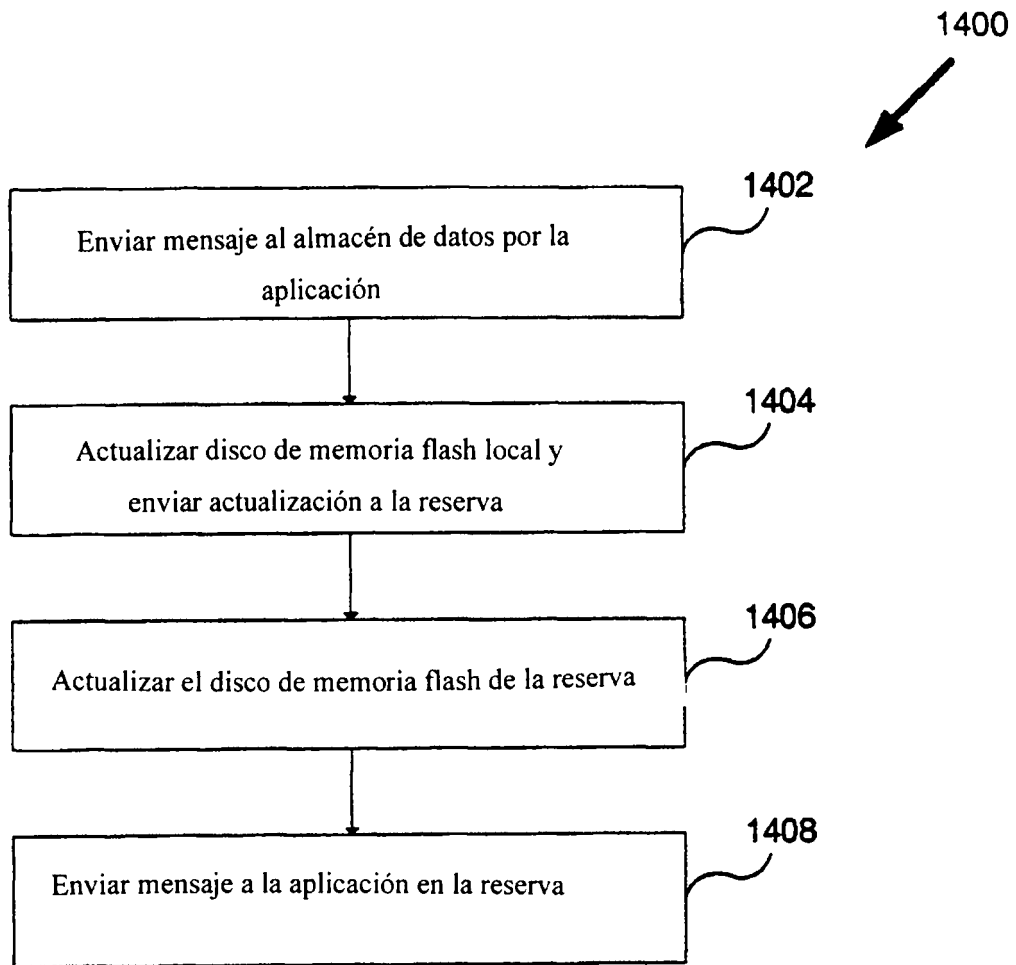 1400
1402
Enviar mensaje al almacén de datos por la
aplicación
1404
Actualizar disco de memoria flash local y
enviar actualización a la reserva
1406
Actualizar el disco de memoria flash de la reserva
1408
Enviar mensaje a la aplicación en la reserva